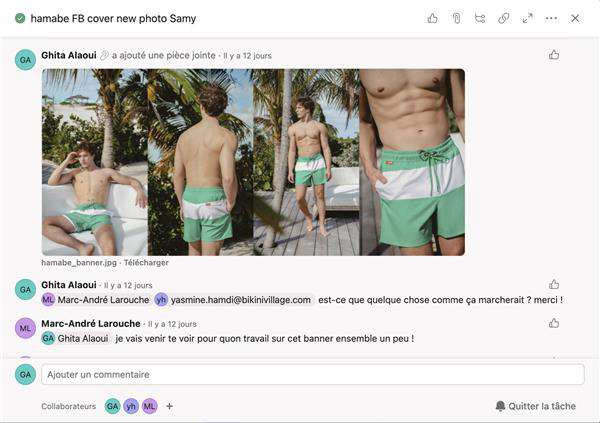 hamabe FB cover new photo Samy
GA Ghita Alaoui a ajouté une pièce jointe · Il y a 12 jours
hamabe_banner.jpg · Télécharger
GA Ghita Alaoui · Il y a 12 jours
ML Marc-André Larouche yh yasmine.hamdi@bikinivillage.com est-ce que quelque chose comme ça marcherait ? merci !
ML Marc-André Larouche · Il y a 12 jours
GA Ghita Alaoui je vais venir te voir pour quon travail sur cet banner ensemble un peu !
GA Ajouter un commentaire
Collaborateurs GA yh ML + Quitter la tâche